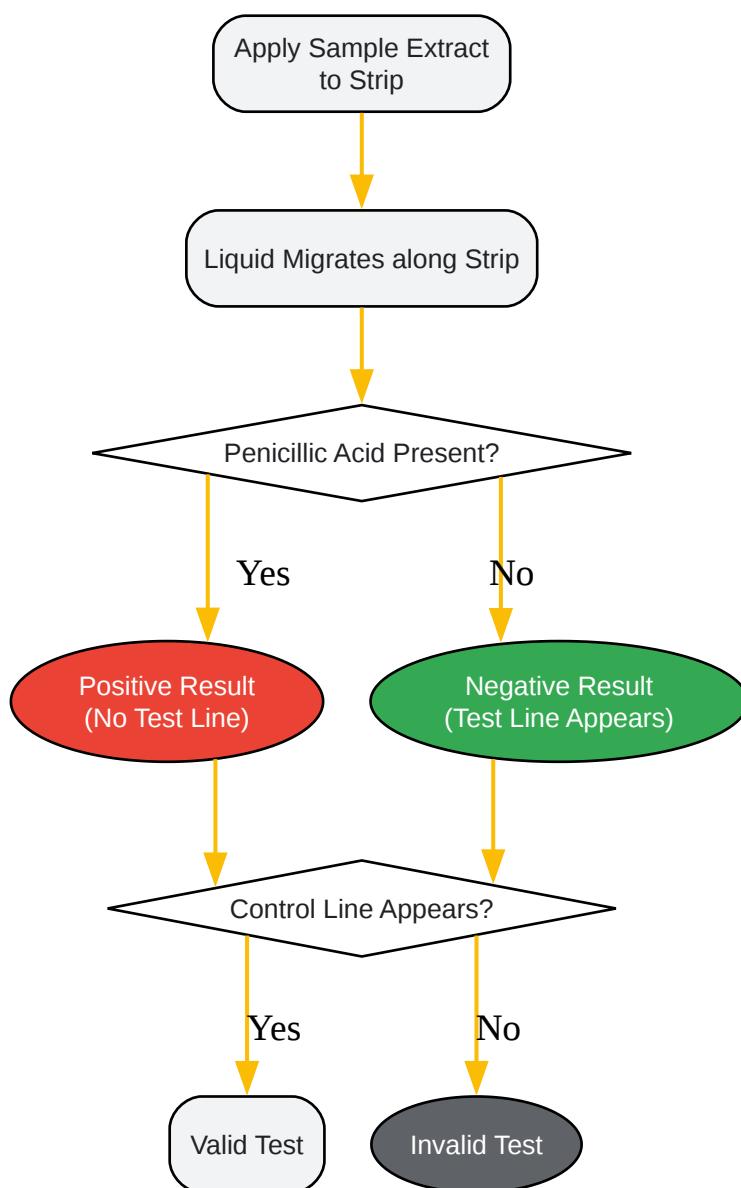 Apply Sample Extract
to Strip
Liquid Migrates along Strip
Penicillic Acid Present?
Yes
No
Positive Result
(No Test Line)
Negative Result
(Test Line Appears)
Control Line Appears?
Yes
No
Valid Test
Invalid Test